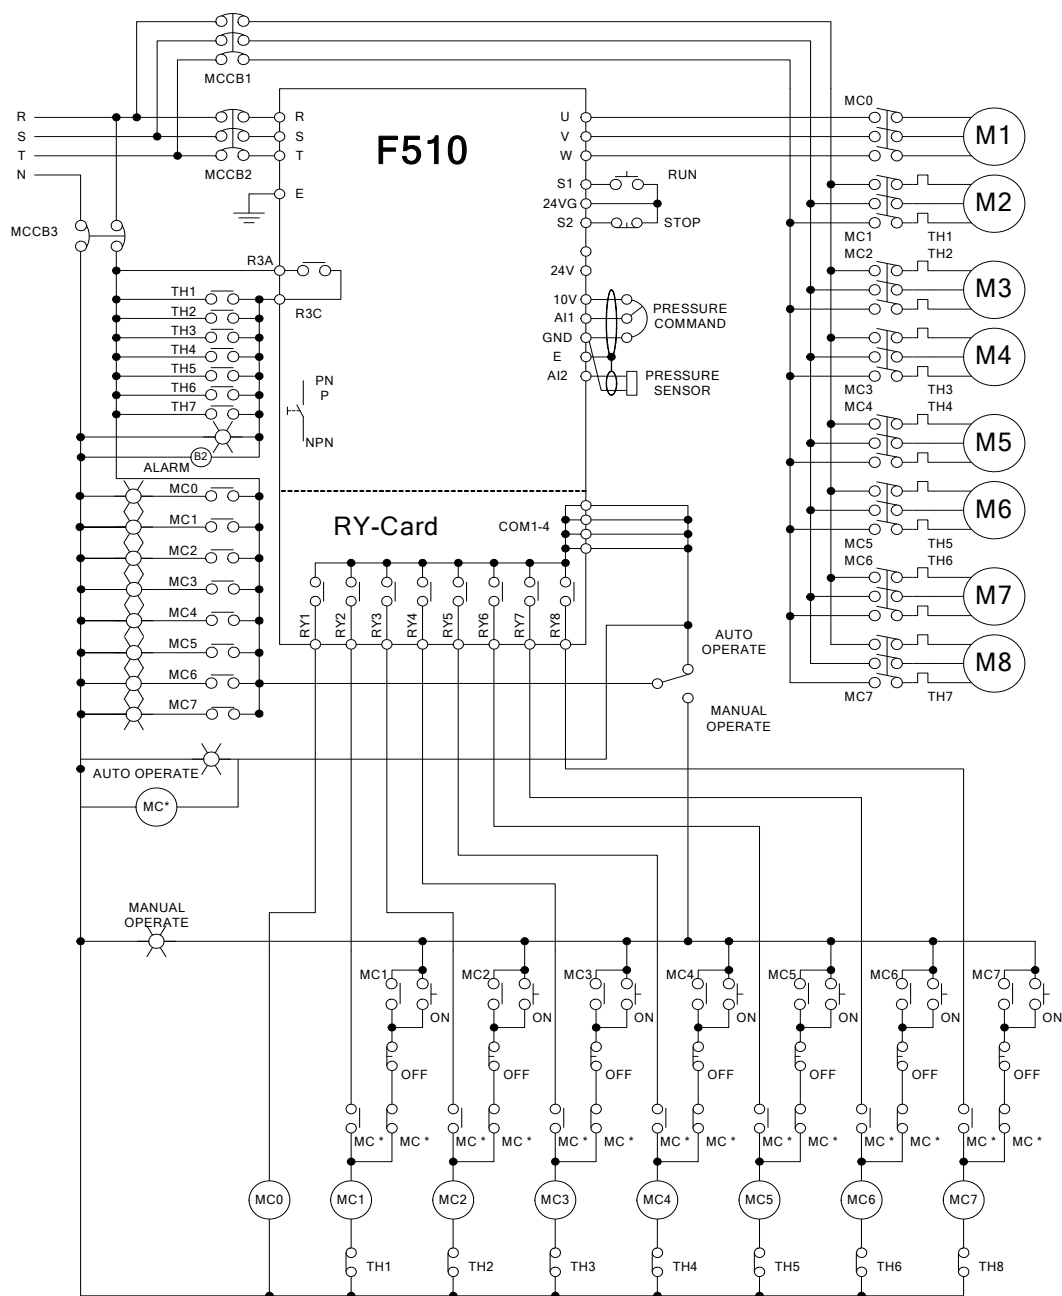 MCCB1
R
S
T
N
MCCB2
R
S
T
E
F510
U
V
W
MC0
M1
S1
RUN
24VG
S2
STOP
M2
MC1
TH1
MCCB3
R3A
24V
MC2
TH2
M3
TH1
R3C
10V
AI1
GND
E
AI2
PRESSURE
COMMAND
TH2
TH3
TH4
TH5
TH6
TH7
PN
P
NPN
PRESSURE
SENSOR
M4
MC3
TH3
MC4
TH4
M5
B2
ALARM
MC0
MC1
MC2
MC3
MC4
MC5
MC6
MC7
RY-Card
COM1-4
M6
MC5
TH5
MC6
TH6
M7
RY1
RY2
RY3
RY4
RY5
RY6
RY7
RY8
AUTO
OPERATE
M8
MC7
TH7
MANUAL
OPERATE
AUTO OPERATE
MC*
MANUAL
OPERATE
MC1
MC2
MC3
MC4
MC5
MC6
MC7
ON
ON
ON
ON
ON
ON
ON
OFF
OFF
OFF
OFF
OFF
OFF
OFF
MC * MC *
MC * MC *
MC * MC *
MC * MC *
MC * MC *
MC * MC *
MC * MC *
MC0
MC1
MC2
MC3
MC4
MC5
MC6
MC7
TH1
TH2
TH3
TH4
TH5
TH6
TH8